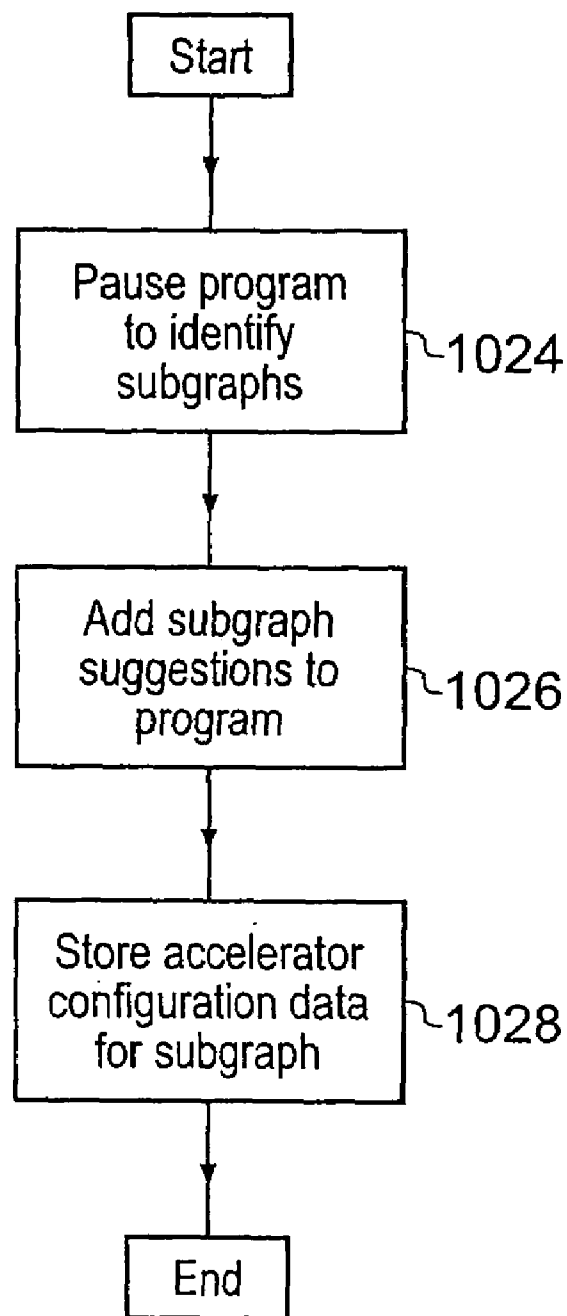 Start
Pause program
to identify
subgraphs
1024
Add subgraph
suggestions to
program
1026
Store accelerator
configuration data
for subgraph
1028
End